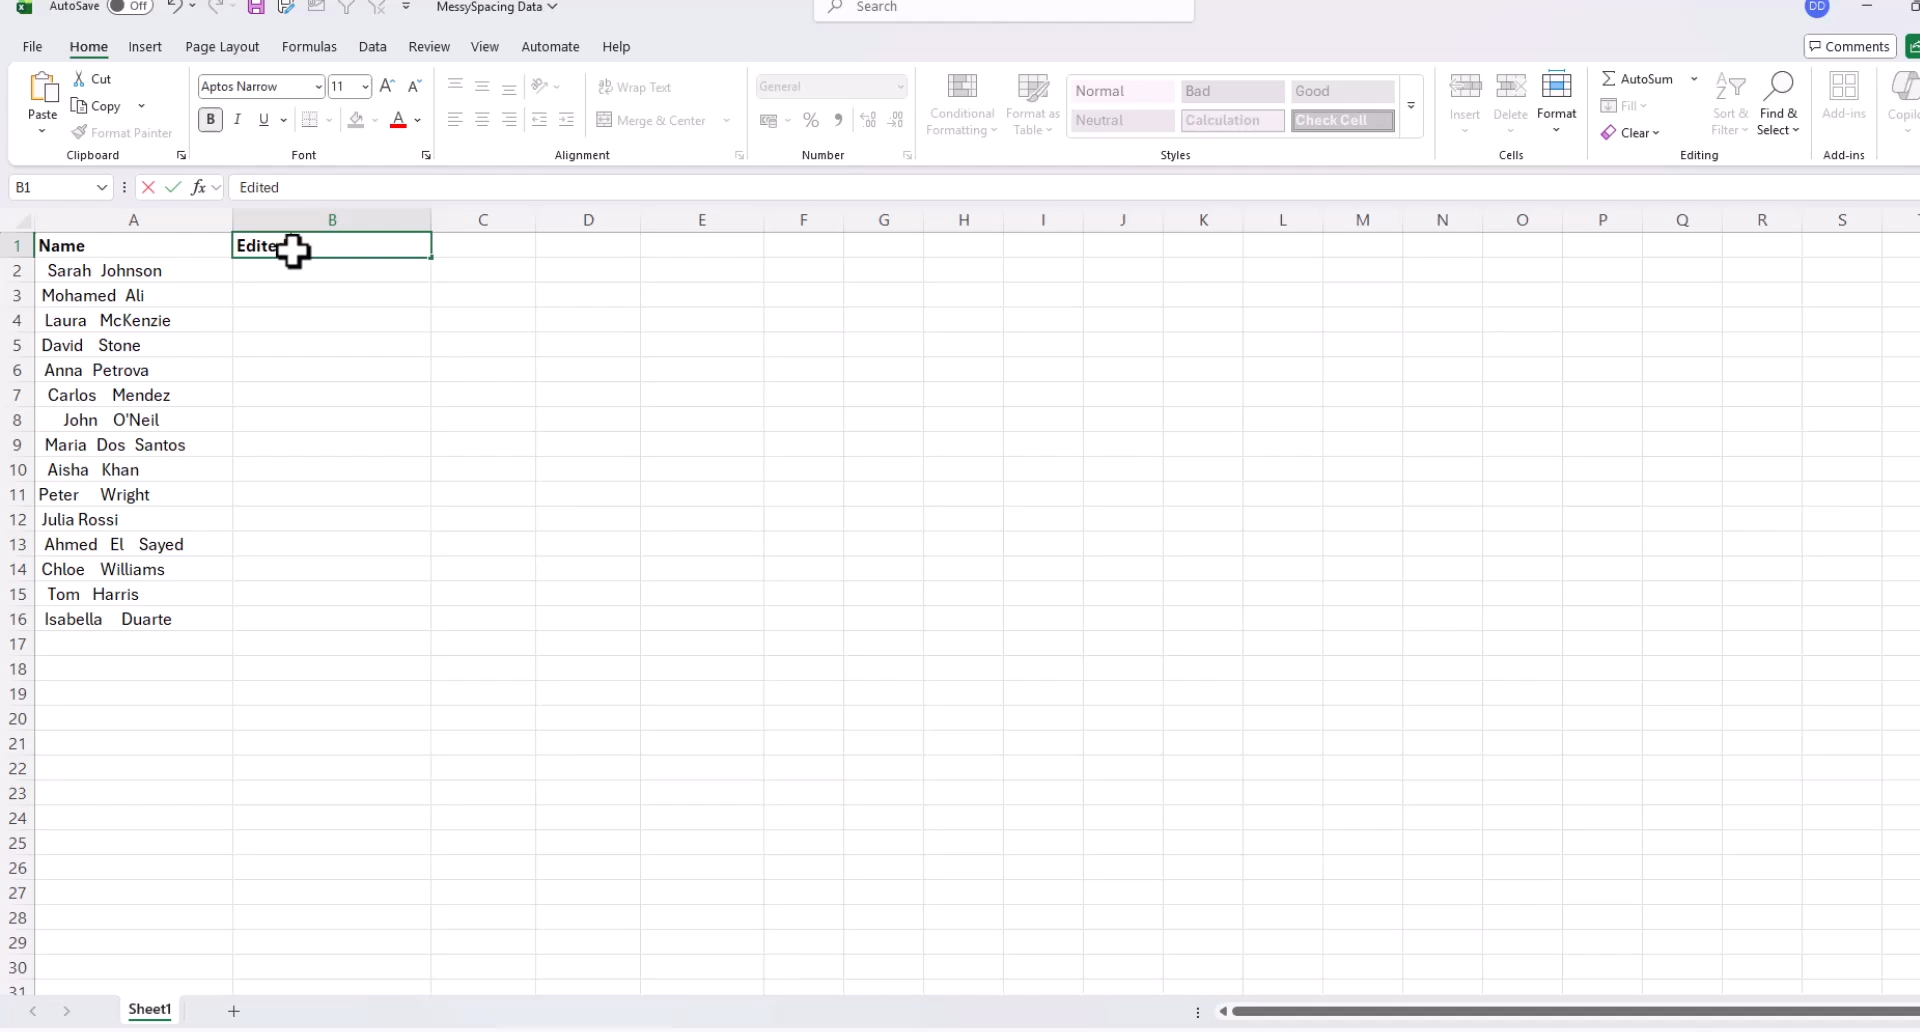 AutoSave Off MessySpacing Data Search DD
File Home Insert Page Layout Formulas Data Review View Automate Help Comments
Paste Cut Copy Format Painter Clipboard
Aptos Narrow 11 B I U A Font
Wrap Text Merge & Center Alignment
General % Number
Conditional Formatting Format as Table Normal Bad Good Neutral Calculation Check Cell Styles
Insert Delete Format Cells
AutoSum Fill Clear Sort & Filter Find & Select Editing
Add-ins Add-ins
B1 fx Edited
A B C D E F G H I J K L M N O P Q R S
1 Name
2 Sarah Johnson
3 Mohamed Ali
4 Laura McKenzie
5 David Stone
6 Anna Petrova
7 Carlos Mendez
8 John O'Neil
9 Maria Dos Santos
10 Aisha Khan
11 Peter Wright
12 Julia Rossi
13 Ahmed El Sayed
14 Chloe Williams
15 Tom Harris
16 Isabella Duarte
17
18
19
20
21
22
23
24
25
26
27
28
29
30
31
Sheet1